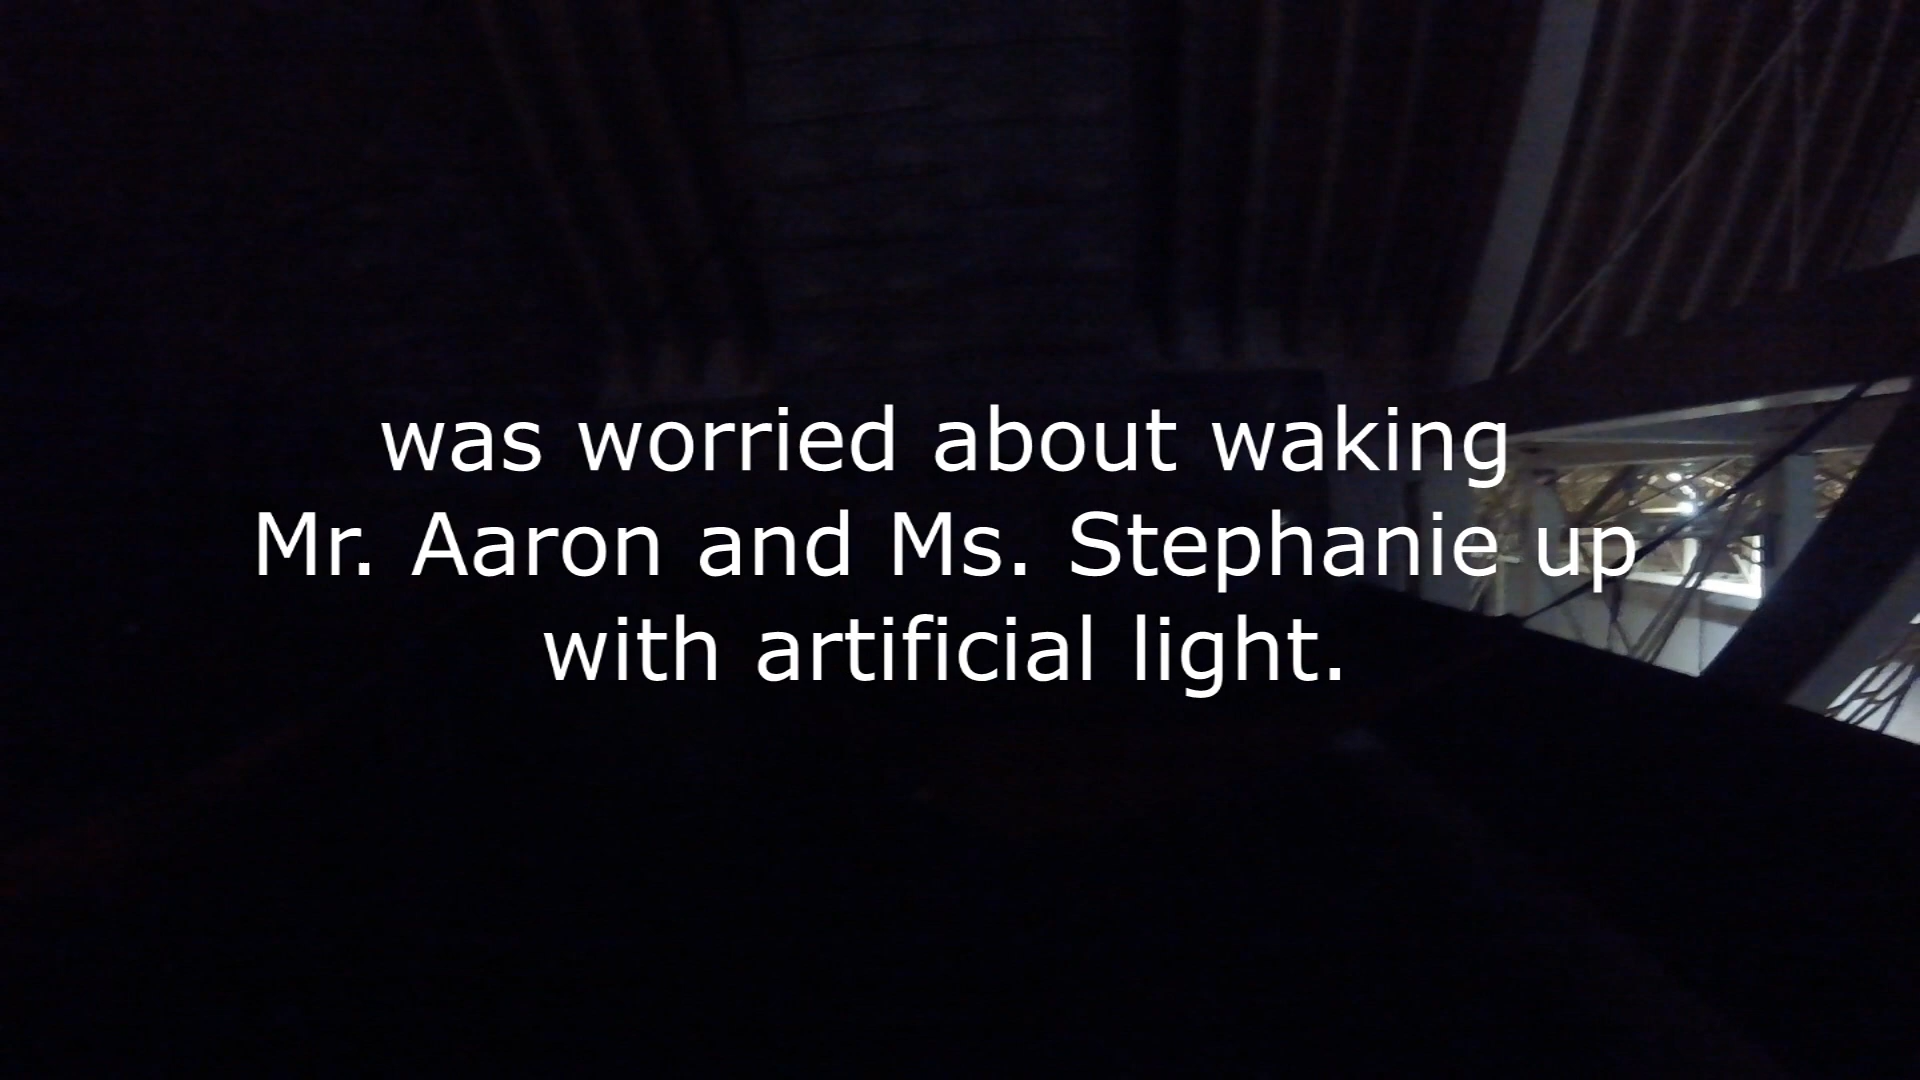 was worried about waking
Mr. Aaron and Ms. Stephanie up
with artificial light.